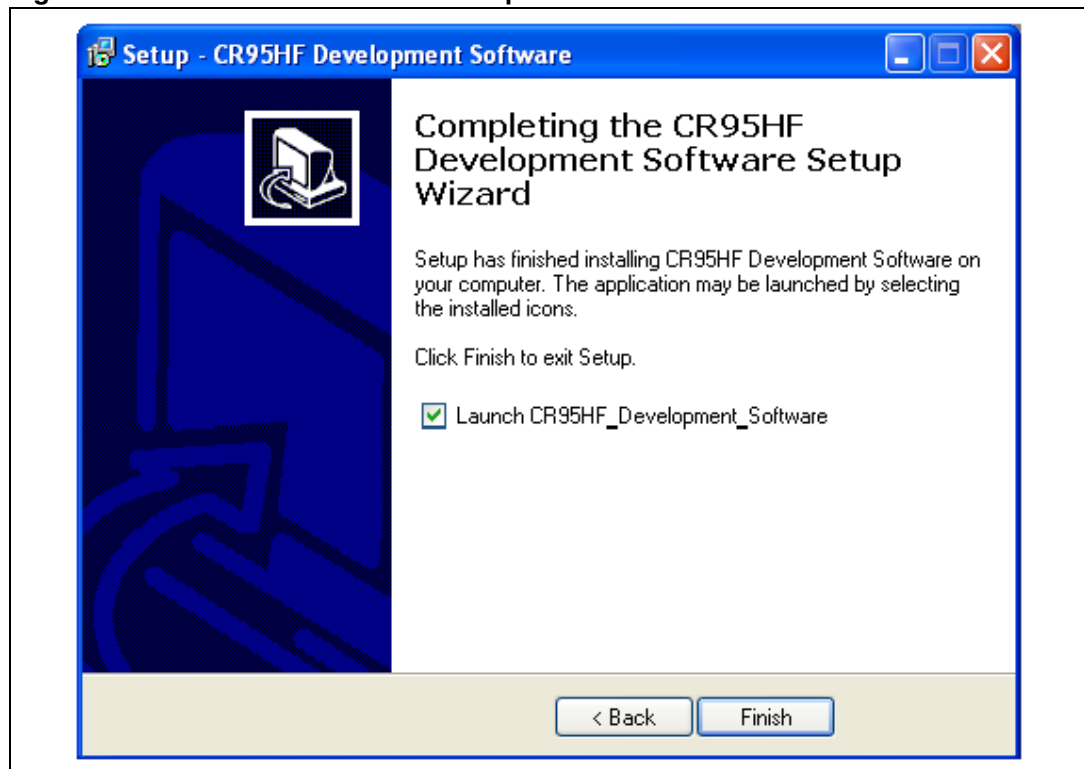 Setup - CR95HF Development Software
Completing the CR95HF
Development Software Setup
Wizard
Setup has finished installing CR95HF Development Software on
your computer. The application may be launched by selecting
the installed icons.
Click Finish to exit Setup.
Launch CR95HF_Development_Software
< Back
Finish